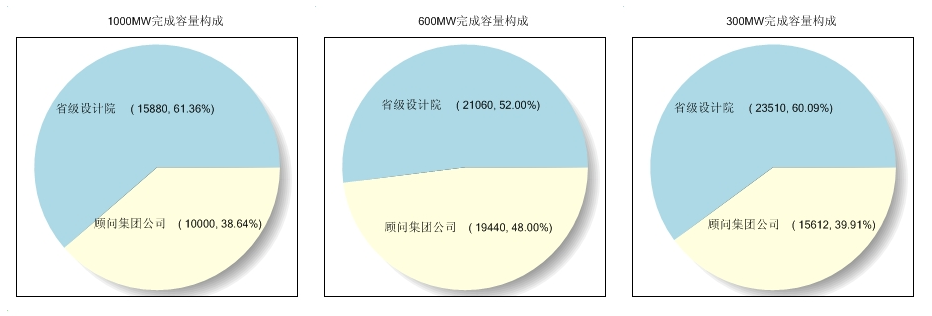 1000MW完成容量构成
省级设计院 ( 15880, 61.36%)
顾问集团公司 ( 10000, 38.64%)
600MW完成容量构成
省级设计院 ( 21060, 52.00%)
顾问集团公司 ( 19440, 48.00%)
300MW完成容量构成
省级设计院 ( 23510, 60.09%)
顾问集团公司 ( 15612, 39.91%)